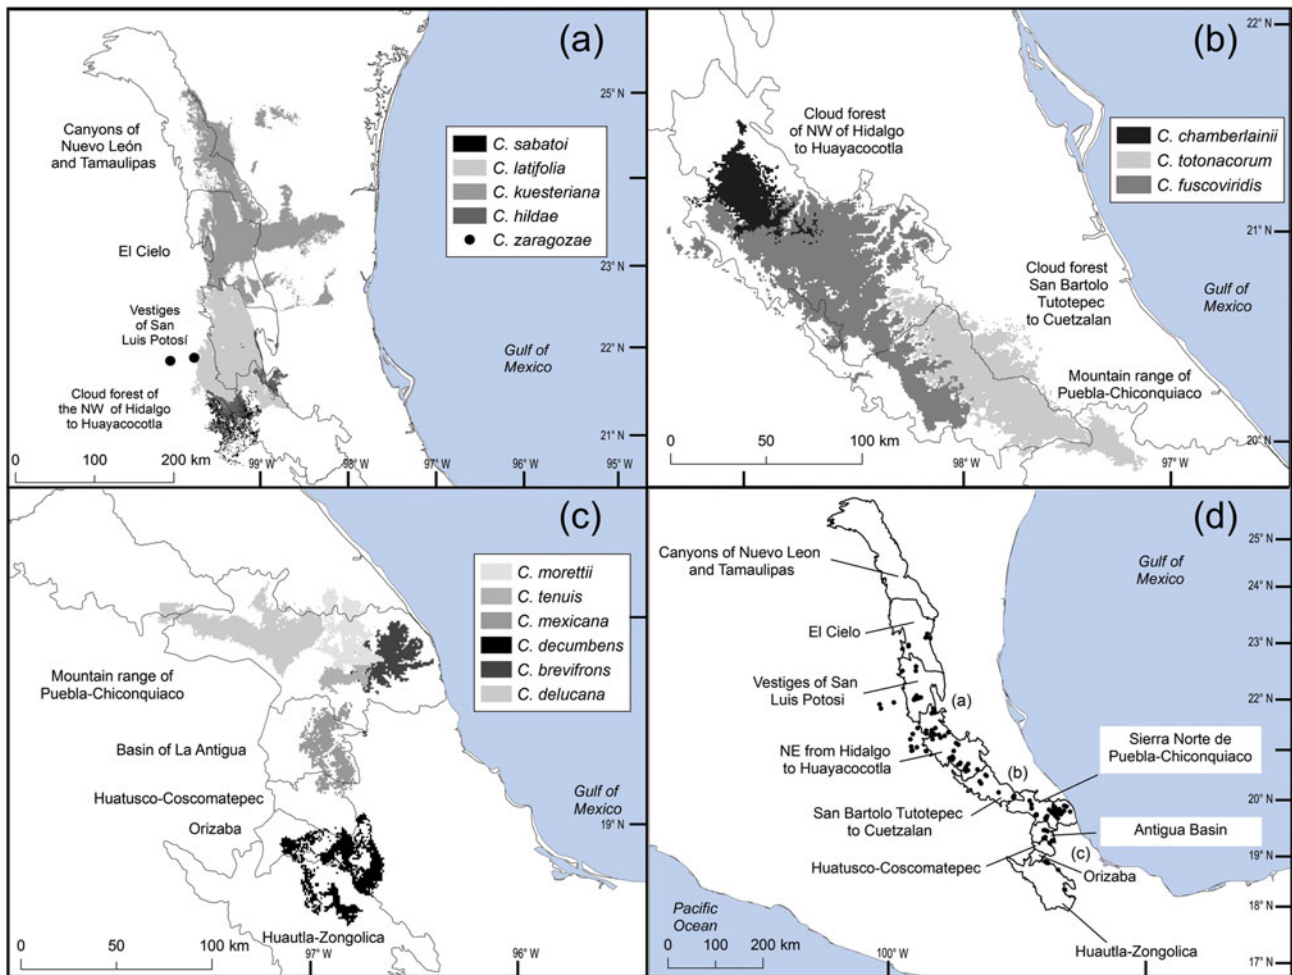 (a)
25° N
Canyons of
Nuevo León
and Tamaulipas
C. sabatoi
C. latifolia
C. kuesteriana
C. hildae
C. zaragozae
El Cielo
23° N
Vestiges
of San
Luis Potosí
22° N
Gulf of
Mexico
Cloud forest of
the NW of Hidalgo
to Huayacocotla
21° N
0 100 200 km
99° W 98° W 97° W 96° W 95° W
(b)
22° N
Cloud forest
of NW of Hidalgo
to Huayacocotla
C. chamberlainii
C. totonacorum
C. fuscoviridis
21° N
Cloud forest
San Bartolo
Tutotepec
to Cuetzalan
Gulf of
Mexico
Mountain range of
Puebla-Chiconquiaco
20° N
0 50 100 km
98° W 97° W
(c)
C. morettii
C. tenuis
C. mexicana
C. decumbens
C. brevifrons
C. delucana
Mountain range of
Puebla-Chiconquiaco
Basin of La Antigua
Huatusco-Coscomatepec
Gulf of
Mexico
Orizaba
19° N
Huautla-Zongolica
0 50 100 km
97° W 96° W
(d)
25° N
Canyons of Nuevo Leon
and Tamaulipas
Gulf of
Mexico
24° N
El Cielo
23° N
Vestiges of San
Luis Potosi
22° N
(a)
NE from Hidalgo
to Huayacocotla
21° N
Sierra Norte de
Puebla-Chiconquiaco
(b)
20° N
San Bartolo Tutotepec
to Cuetzalan
Antigua Basin
(c)
19° N
Huatusco-Coscomatepec
Orizaba
18° N
Pacific
Ocean
Huautla-Zongolica
0 100 200 km
100° W
17° N